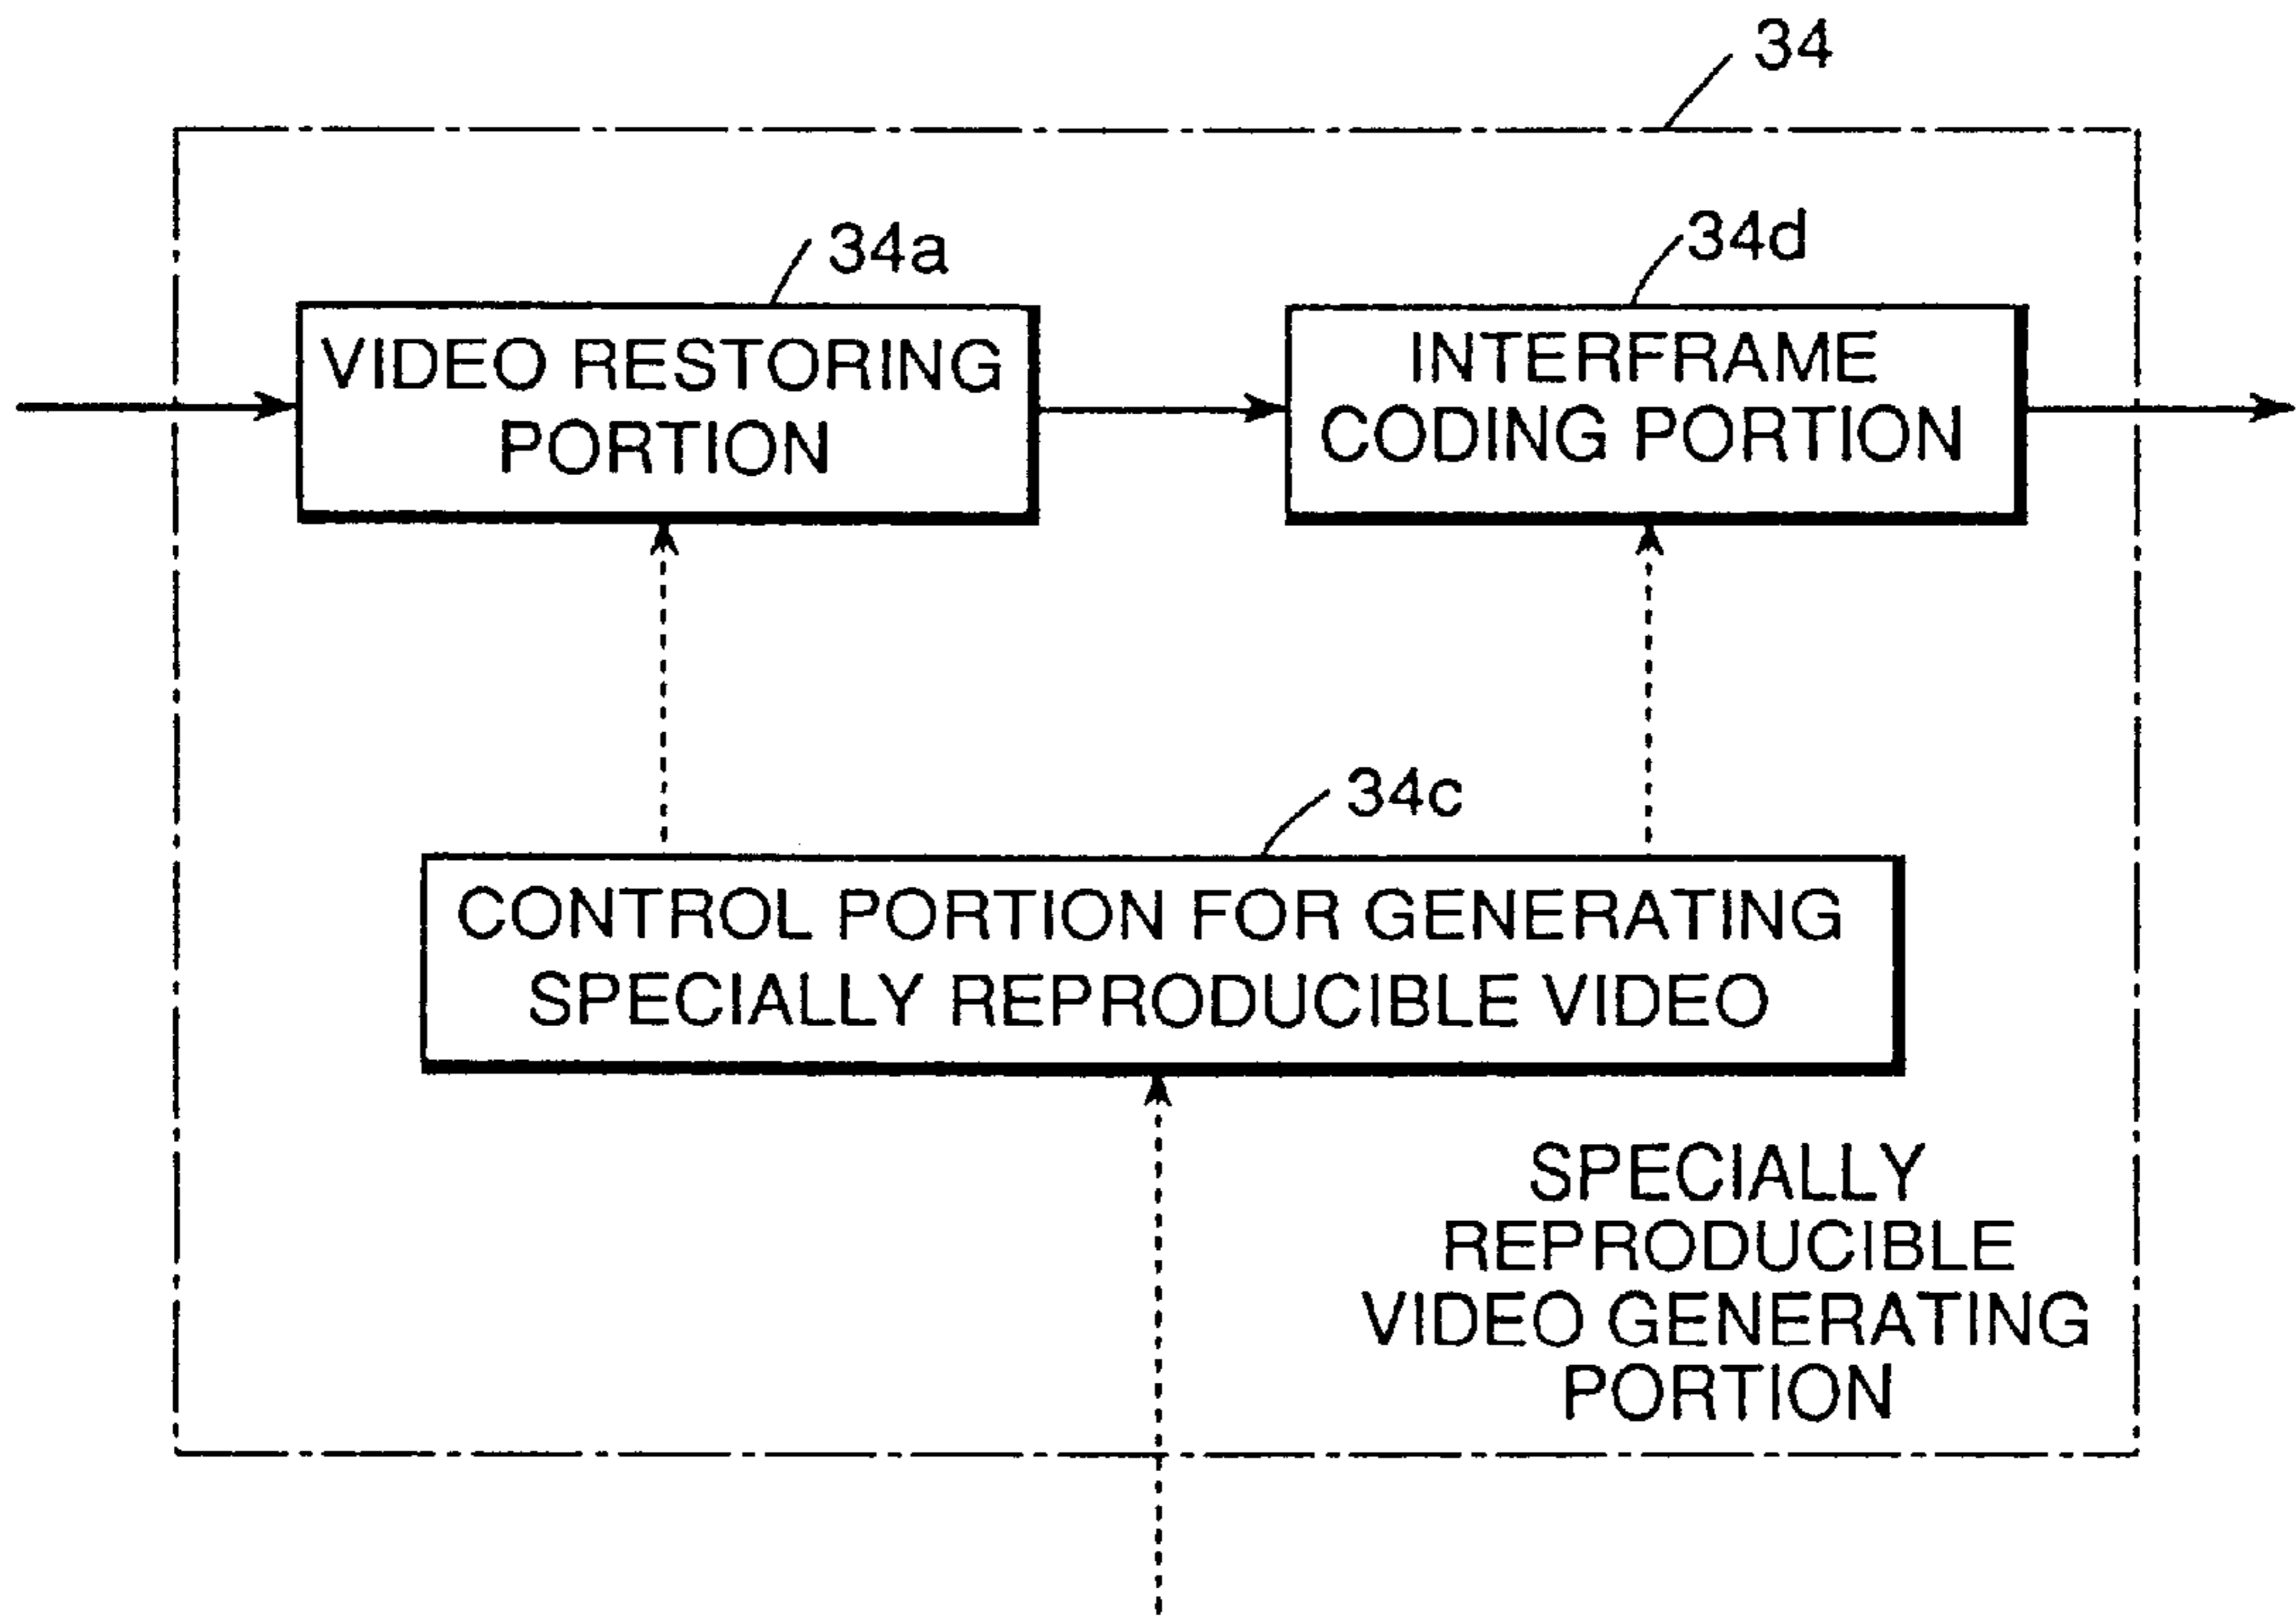 34
34a
34d
VIDEO RESTORING
PORTION
INTERFRAME
CODING PORTION
34c
CONTROL PORTION FOR GENERATING
SPECIALLY REPRODUCIBLE VIDEO
SPECIALLY
REPRODUCIBLE
VIDEO GENERATING
PORTION